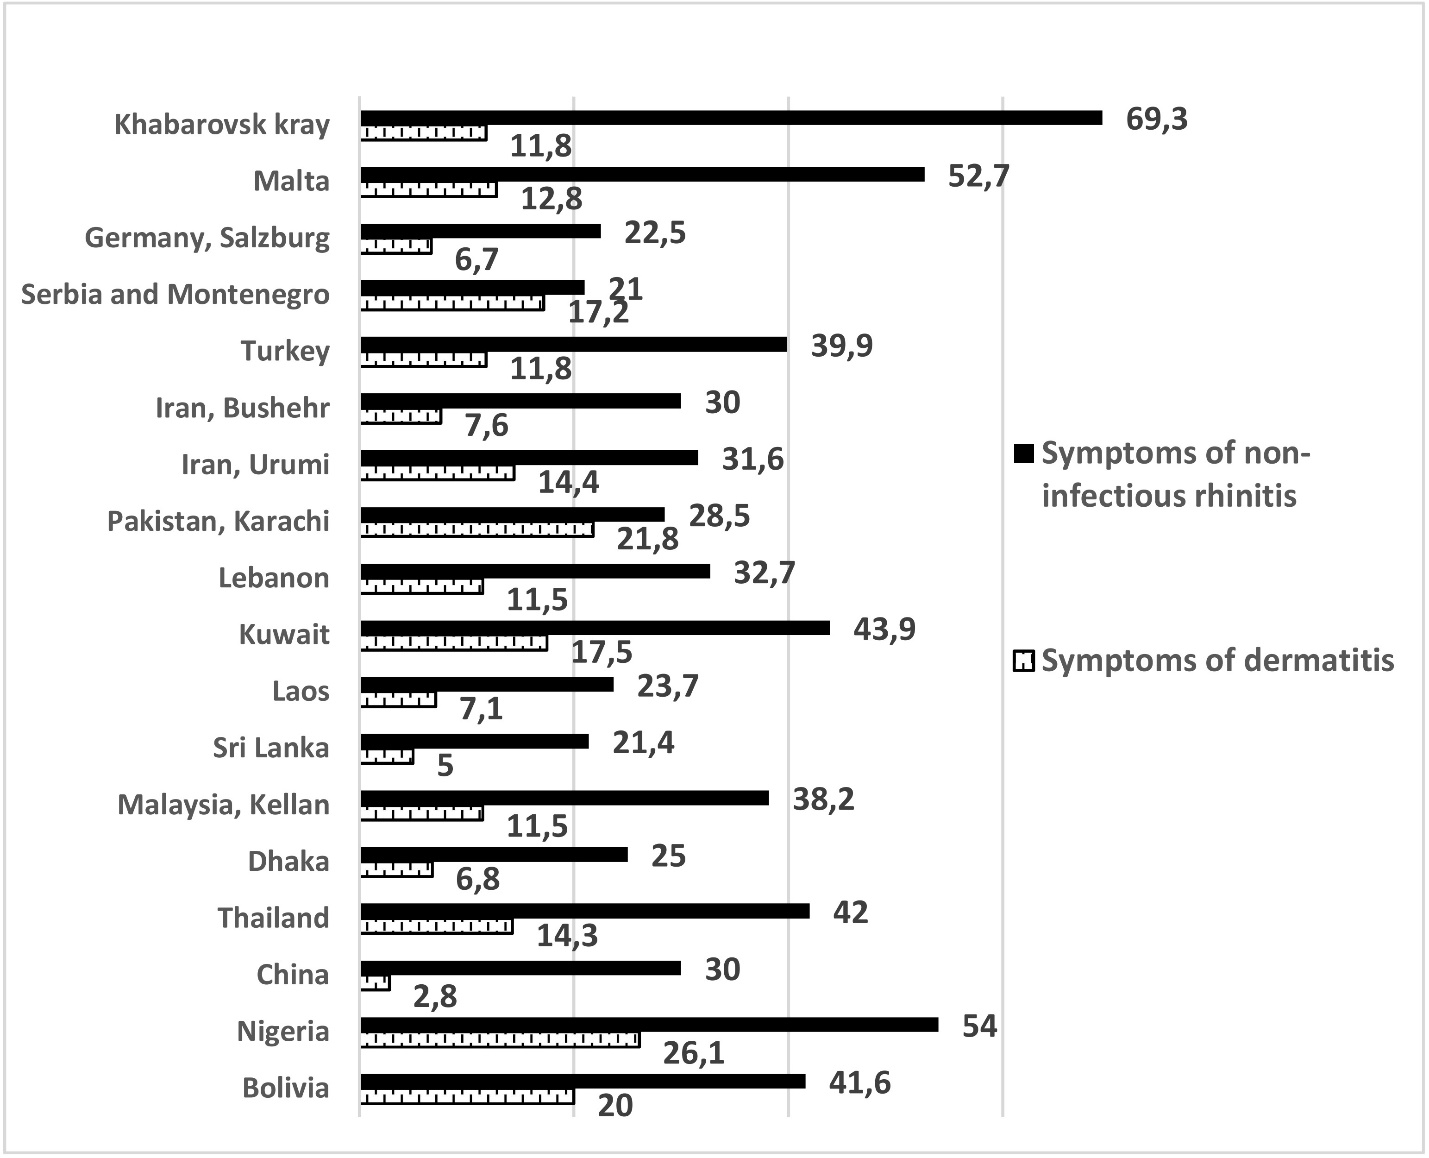 Khabarovsk kray
69,3
11,8
Malta
52,7
12,8
Germany, Salzburg
22,5
6,7
Serbia and Montenegro
21
17,2
Turkey
39,9
11,8
Iran, Bushehr
30
7,6
Iran, Urumi
31,6
14,4
Pakistan, Karachi
28,5
21,8
Lebanon
32,7
11,5
Kuwait
43,9
17,5
Laos
23,7
7,1
Sri Lanka
21,4
5
Malaysia, Kellan
38,2
11,5
Dhaka
25
6,8
Thailand
42
14,3
China
30
2,8
Nigeria
54
26,1
Bolivia
41,6
20
Symptoms of non-
infectious rhinitis
Symptoms of dermatitis